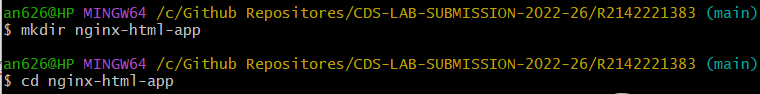 an626@HP MINGW64 /c/Github Repositores/CDS-LAB-SUBMISSION-2022-26/R2142221383 (main)
$ mkdir nginx-html-app
an626@HP MINGW64 /c/Github Repositores/CDS-LAB-SUBMISSION-2022-26/R2142221383 (main)
$ cd nginx-html-app